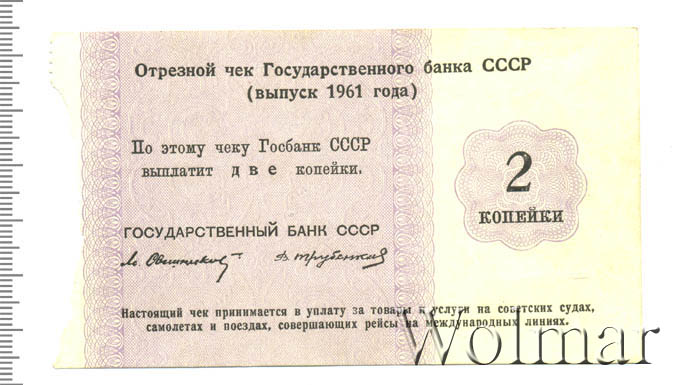 Отрезной чек Государственного банка СССР
(выпуск 1961 года)
По этому чеку Госбанк СССР
выплатит две копейки.
2
КОПЕЙКИ
ГОСУДАРСТВЕННЫЙ БАНК СССР
Настоящий чек принимается в уплату за товары и услуги на советских судах,
самолетах и поездах, совершающих рейсы на международных линиях.
Wolmar